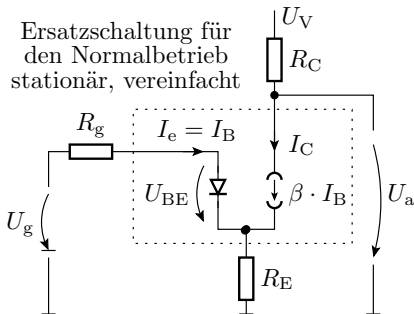 Ersatzschaltung für
den Normalbetrieb
stationär, vereinfacht
U_V
R_C
R_g
I_e = I_B
I_C
U_BE
β · I_B
U_a
U_g
R_E